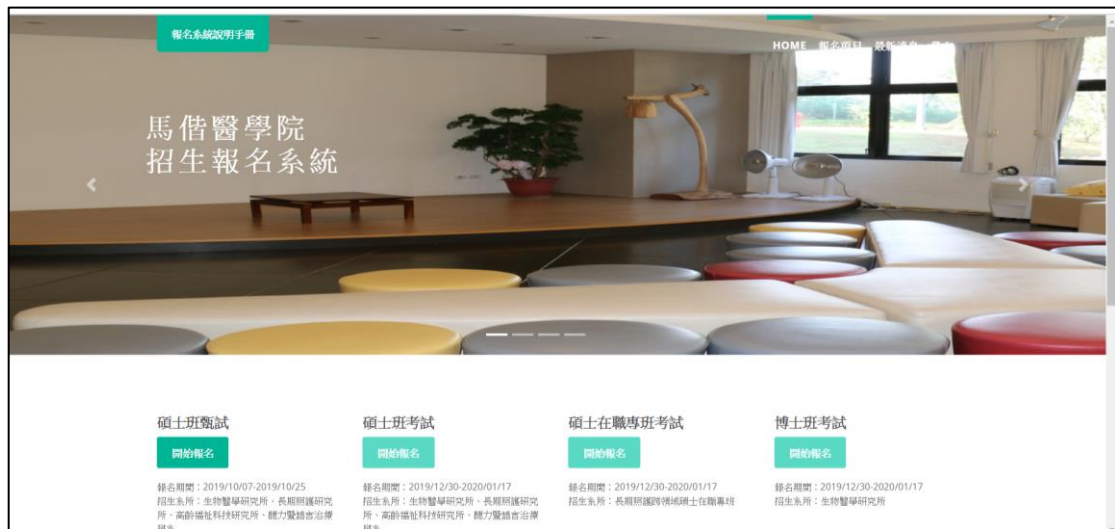 報名系統說明手冊
HOME 報名項目 最新消息
馬偕醫學院
招生報名系統
碩士班甄試
開始報名
報名期間：2019/10/07-2019/10/25
招生系所：生物醫學研究所、長期照護研究
所、高齡福祉科技研究所、聽力暨語言治療
碩士班考試
開始報名
報名期間：2019/12/30-2020/01/17
招生系所：生物醫學研究所、長期照護研究
所、高齡福祉科技研究所、聽力暨語言治療
碩士在職專班考試
開始報名
報名期間：2019/12/30-2020/01/17
招生系所：長期照護跨領域碩士在職專班
博士班考試
開始報名
報名期間：2019/12/30-2020/01/17
招生系所：生物醫學研究所